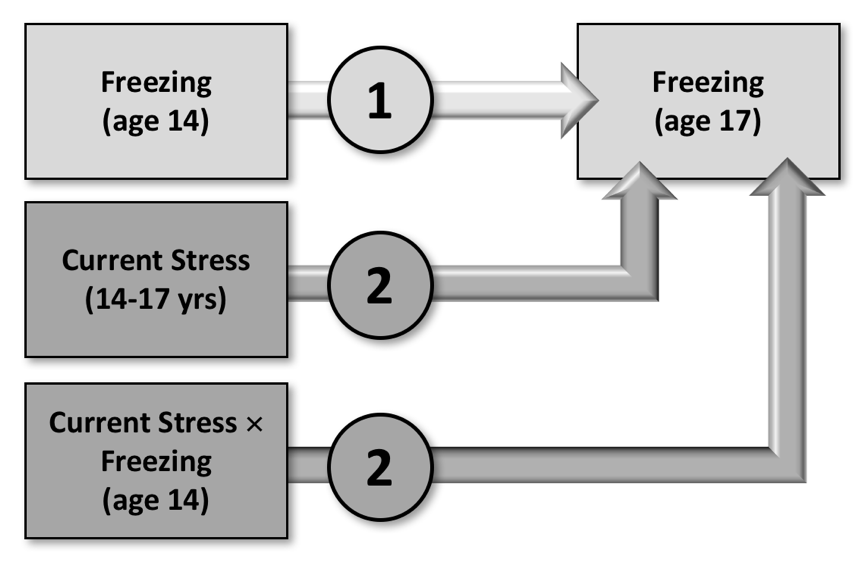 Freezing
(age 14)
1
Freezing
(age 17)
Current Stress
(14-17 yrs)
2
Current Stress ×
Freezing
(age 14)
2